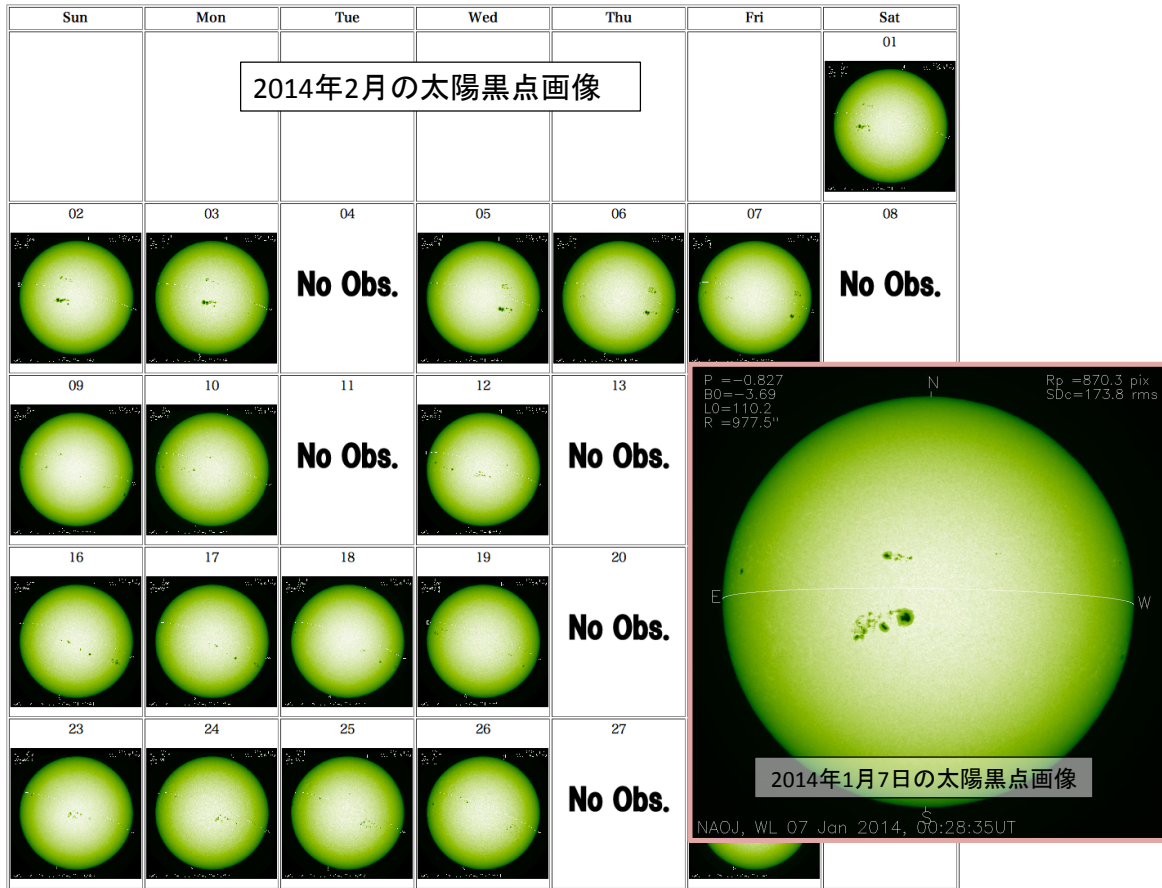 Sun Mon Tue Wed Thu Fri Sat
01
2014年2月の太陽黒点画像
02 03 04 05 06 07 08
No Obs. No Obs.
09 10 11 12 13
No Obs. No Obs.
16 17 18 19 20
No Obs.
23 24 25 26 27
No Obs.
P =−0.827
B0=−3.69
L0=110.2
R =977.5"
N
Rp =870.3 pix
SDc=173.8 rms
E
W
2014年1月7日の太陽黒点画像
S
NAOJ, WL 07 Jan 2014, 00:28:35UT